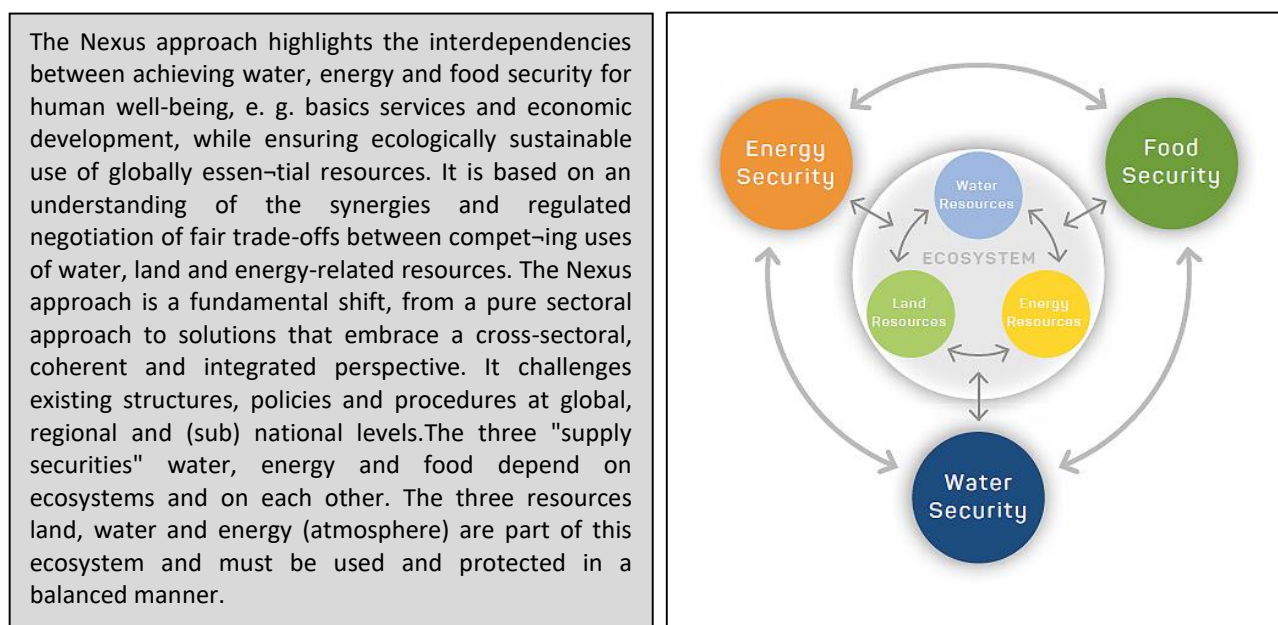 The Nexus approach highlights the interdependencies
between achieving water, energy and food security for
human well-being, e. g. basics services and economic
development, while ensuring ecologically sustainable
use of globally essen¬tial resources. It is based on an
understanding of the synergies and regulated
negotiation of fair trade-offs between compet¬ing uses
of water, land and energy-related resources. The Nexus
approach is a fundamental shift, from a pure sectoral
approach to solutions that embrace a cross-sectoral,
coherent and integrated perspective. It challenges
existing structures, policies and procedures at global,
regional and (sub) national levels.The three "supply
securities" water, energy and food depend on
ecosystems and on each other. The three resources
land, water and energy (atmosphere) are part of this
ecosystem and must be used and protected in a
balanced manner.
Energy
Security
Food
Security
Water
Resources
ECOSYSTEM
Land
Resources
Energy
Resources
Water
Security